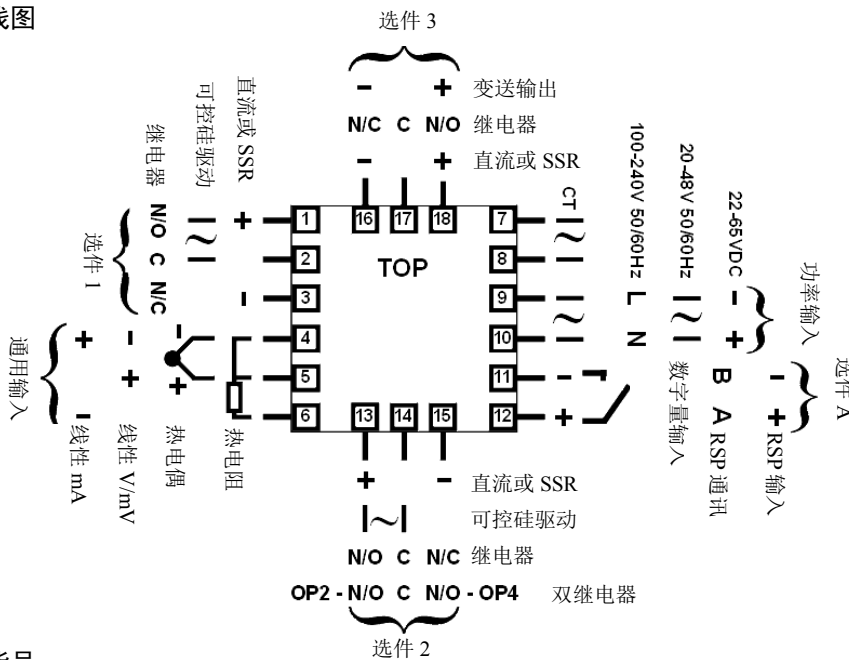 线图
选件 3
- + 变送输出
N/C C N/O 继电器
- + 直流或 SSR
直流或 SSR
可控硅驱动
继电器
N/O C N/C
选件 1
+
-
16 17 18
1
2
3
4
5
6
TOP
7
8
9
10
11
12
13 14 15
CT
100-240V 50/60Hz
L N
20-48V 50/60Hz
22-65VDC
- +
功率输入
选件 A
- +
数字量输入
B A RSP 通讯
- + RSP 输入
通用输入
+ - 线性 mA
- + 线性 V/mV
- + 热电偶
热电阻
+ - 直流或 SSR
可控硅驱动
N/O C N/C 继电器
OP2 - N/O C N/O - OP4 双继电器
选件 2